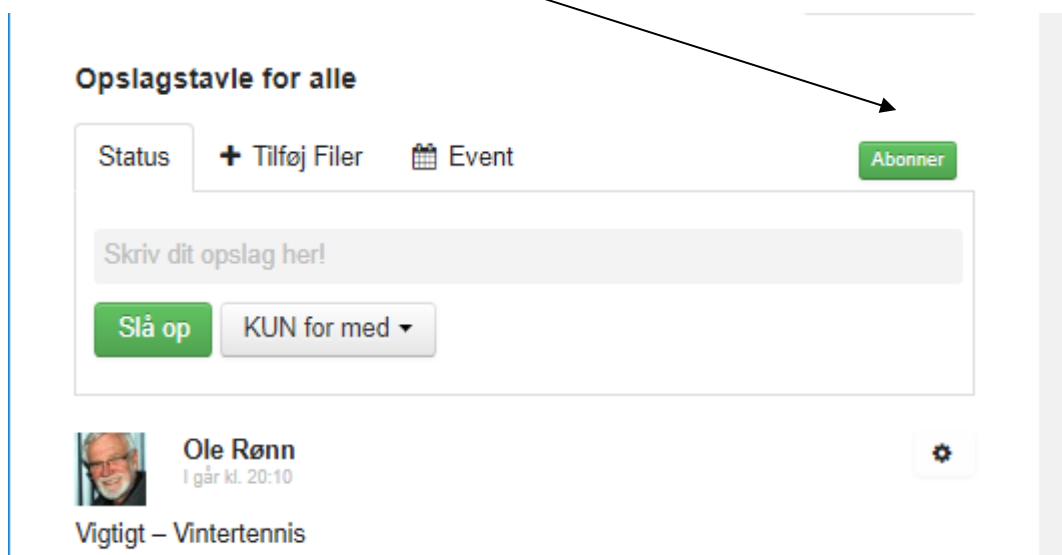 Opslagstavle for alle
Status Tilføj Filer Event Abonner
Skriv dit opslag her!
Slå op KUN for med
Ole Rønn
I går kl. 20:10
Vigtigt – Vintertennis